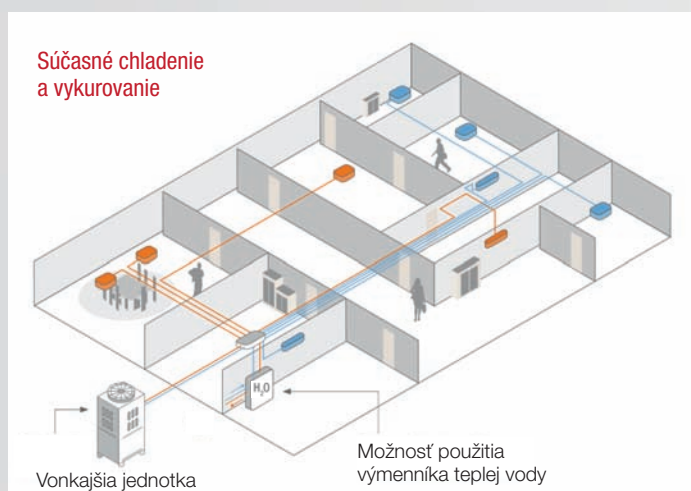 Súčasné chladenie
a vykurovanie
H₂O
Vonkajšia jednotka
Možnosť použitia
výmenníka teplej vody